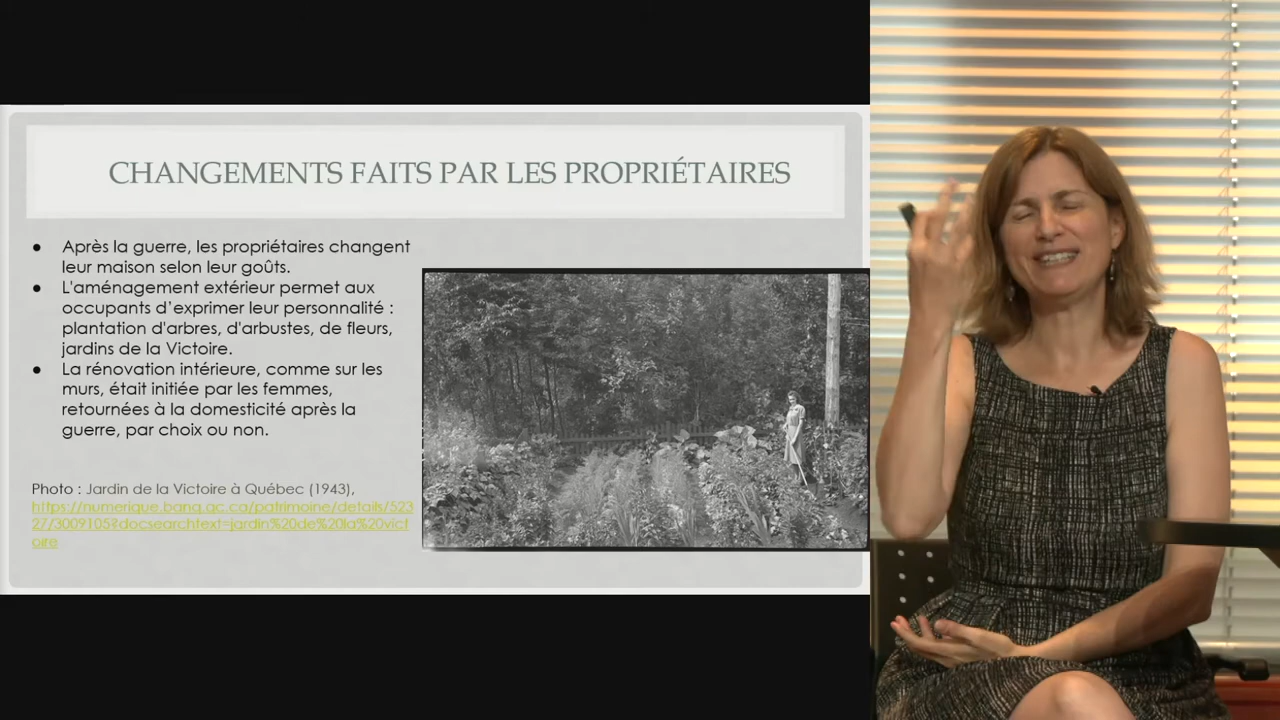 CHANGEMENTS FAITS PAR LES PROPRIÉTAIRES
● Après la guerre, les propriétaires changent
leur maison selon leur goûts.
● L'aménagement extérieur permet aux
occupants d’exprimer leur personnalité :
plantation d'arbres, d'arbustes, de fleurs,
jardins de la Victoire.
● La rénovation intérieure, comme sur les
murs, était initiée par les femmes,
retournées à la domesticité après la
guerre, par choix ou non.
Photo : Jardin de la Victoire à Québec (1943),
https://numerique.banq.qc.ca/patrimoine/details/523
27/3009105?docsearchtext=jardin%20de%20la%20vict
oire